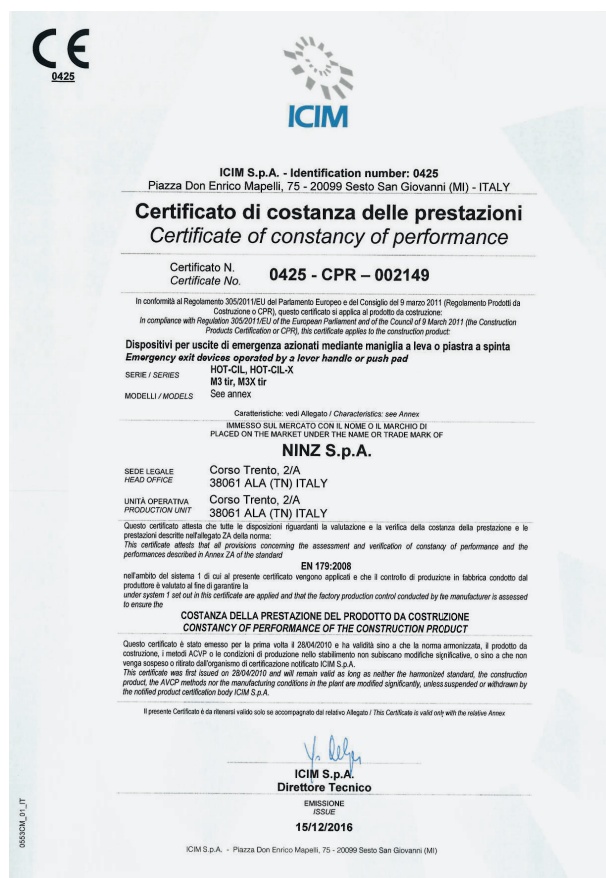 CE
0425
ICIM
ICIM S.p.A. - Identification number: 0425
Piazza Don Enrico Mapelli, 75 - 20099 Sesto San Giovanni (MI) - ITALY
Certificato di costanza delle prestazioni
Certificate of constancy of performance
Certificato N.
Certificate No.
0425 - CPR – 002149
In conformità al Regolamento 305/2011/EU del Parlamento Europeo e del Consiglio del 9 marzo 2011 (Regolamento Prodotti da
Costruzione o CPR), questo certificato si applica al prodotto da costruzione:
In compliance with Regulation 305/2011/EU of the European Parliament and of the Council of 9 March 2011 (the Construction
Products Certification or CPR), this certificate applies to the construction product:
Dispositivi per uscite di emergenza azionati mediante maniglia a leva o piastra a spinta
Emergency exit devices operated by a lever handle or push pad
SERIE / SERIES
HOT-CIL, HOT-CIL-X
M3 tir, M3X tir
MODELLI / MODELS
See annex
Caratteristiche: vedi Allegato / Characteristics: see Annex
IMMESSO SUL MERCATO CON IL NOME O IL MARCHIO DI
PLACED ON THE MARKET UNDER THE NAME OR TRADE MARK OF
NINZ S.p.A.
SEDE LEGALE
HEAD OFFICE
Corso Trento, 2/A
38061 ALA (TN) ITALY
UNITÀ OPERATIVA
PRODUCTION UNIT
Corso Trento, 2/A
38061 ALA (TN) ITALY
Questo certificato attesta che tutte le disposizioni riguardanti la valutazione e la verifica della costanza della prestazione e le
prestazioni descritte nell'allegato ZA della norma:
This certificate attests that all provisions concerning the assessment and verification of constancy of performance and the
performances described in Annex ZA of the standard
EN 179:2008
nell'ambito del sistema 1 di cui al presente certificato vengono applicati e che il controllo di produzione in fabbrica condotto dal
produttore è valutato al fine di garantire la
under system 1 set out in this certificate are applied and that the factory production control conducted by the manufacturer is assessed
to ensure the
COSTANZA DELLA PRESTAZIONE DEL PRODOTTO DA COSTRUZIONE
CONSTANCY OF PERFORMANCE OF THE CONSTRUCTION PRODUCT
Questo certificato è stato emesso per la prima volta il 28/04/2010 e ha validità sino a che la norma armonizzata, il prodotto da
costruzione, i metodi ACVP o le condizioni di produzione nello stabilimento non subiscano modifiche significative, o sino a che non
venga sospeso o ritirato dall'organismo di certificazione notificato ICIM S.p.A.
This certificate was first issued on 28/04/2010 and will remain valid as long as neither the harmonized standard, the construction
product, the AVCP methods nor the manufacturing conditions in the plant are modified significantly, unless suspended or withdrawn by
the notified product certification body ICIM S.p.A.
Il presente Certificato è da ritenersi valido solo se accompagnato dal relativo Allegato / This Certificate is valid only with the relative Annex
ICIM S.p.A.
Direttore Tecnico
EMISSIONE
ISSUE
15/12/2016
ICIM S.p.A. - Piazza Don Enrico Mapelli, 75 - 20099 Sesto San Giovanni (MI)
0553CM_01_IT